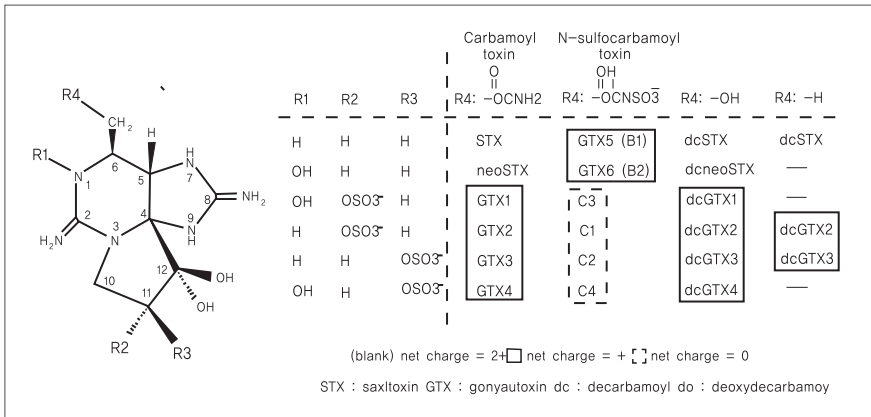 Carbamoyl N-sulfocarbamoyl
toxin toxin
O OH
R1 R2 R3 R4: -OCNH2 R4: -OCNSO3- R4: -OH R4: -H
H H H STX GTX5 (B1) dcSTX dcSTX
OH H H neoSTX GTX6 (B2) dcneoSTX —
OH OSO3- H GTX1 C3 dcGTX1 —
H OSO3- H GTX2 C1 dcGTX2 dcGTX2
H H OSO3- GTX3 C2 dcGTX3 dcGTX3
OH H OSO3- GTX4 C4 dcGTX4 —
R4
CH2
H
R1
6
H
N
7
N
1
5
8
NH2
2
3
4
9
N
NH
H2N
10
12
OH
11
OH
R2
R3
(blank) net charge = 2+ net charge = + net charge = 0
STX : saxltoxin GTX : gonyautoxin dc : decarbamoyl do : deoxydecarbamoy